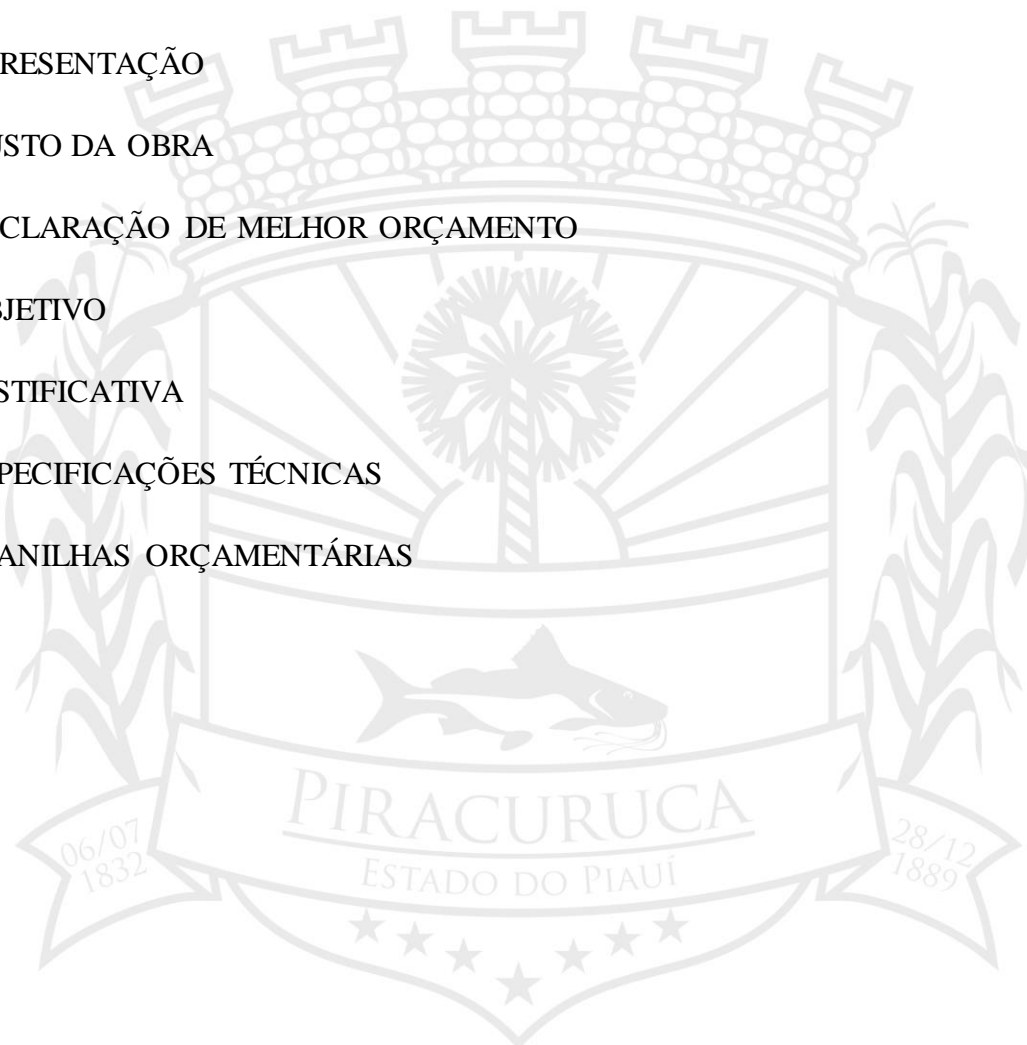 RESENTAÇÃO
USTO DA OBRA
CLARAÇÃO DE MELHOR ORÇAMENTO
BJETIVO
STIFICATIVA
PECIFICAÇÕES TÉCNICAS
ANILHAS ORÇAMENTÁRIAS
PIRACURUCA
06/07
1832
ESTADO DO PIAUÍ
28/12
1889